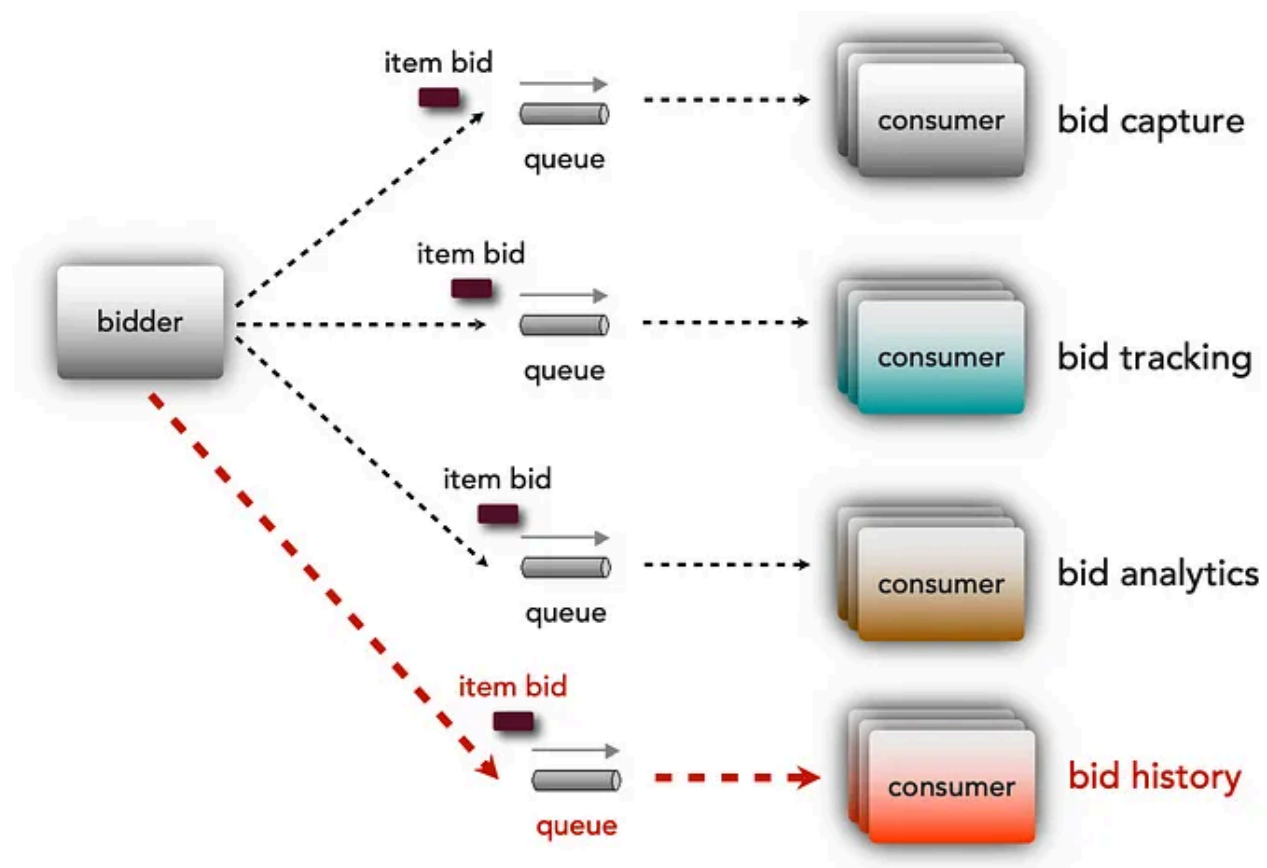 item bid
queue
consumer
bid capture
item bid
bidder
queue
consumer
bid tracking
item bid
queue
consumer
bid analytics
item bid
queue
consumer
bid history